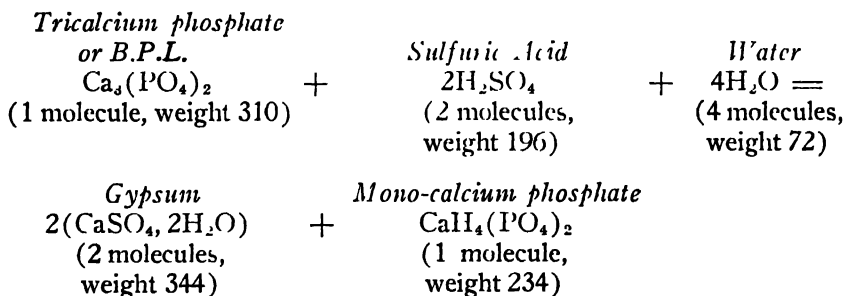 Tricalcium phosphate
or B.P.L. Sulfuric Acid Water
Ca₃(PO₄)₂ + 2H₂SO₄ + 4H₂O =
(1 molecule, weight 310) (2 molecules, (4 molecules,
weight 196) weight 72)
Gypsum Mono-calcium phosphate
2(CaSO₄, 2H₂O) + CaH₄(PO₄)₂
(2 molecules, (1 molecule,
weight 344) weight 234)